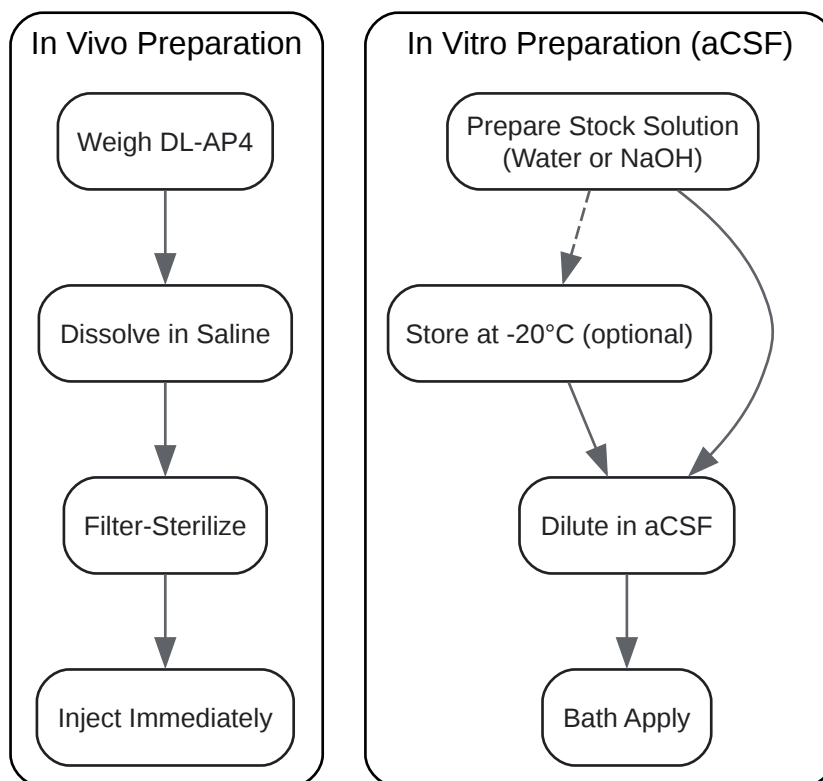 In Vivo Preparation
Weigh DL-AP4
Dissolve in Saline
Filter-Sterilize
Inject Immediately
In Vitro Preparation (aCSF)
Prepare Stock Solution
(Water or NaOH)
Store at -20°C (optional)
Dilute in aCSF
Bath Apply